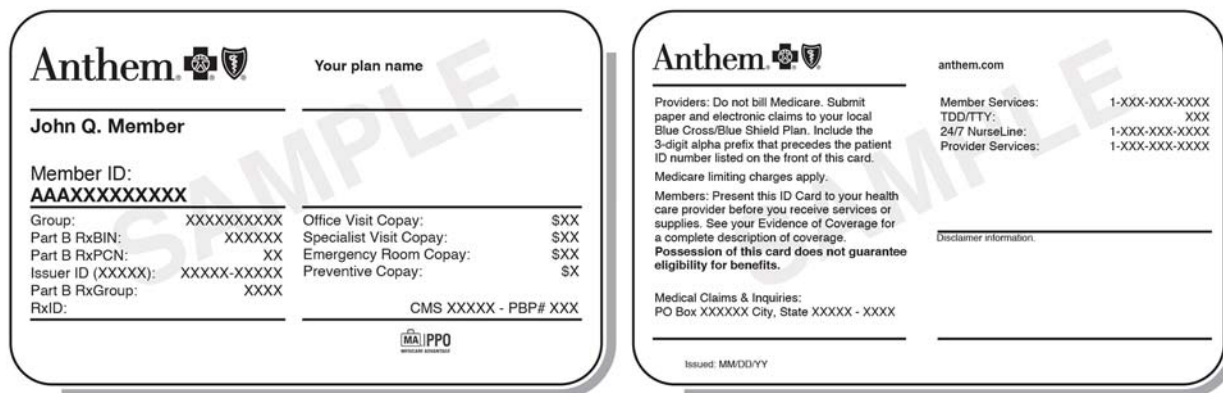 Anthem
Your plan name
John Q. Member
Member ID:
AAAXXXXXXXXX
Group: XXXXXXXXXX
Part B RxBIN: XXXXXX
Part B RxPCN: XX
Issuer ID (XXXXX): XXXXX-XXXXX
Part B RxGroup: XXXX
RxID:
Office Visit Copay: $XX
Specialist Visit Copay: $XX
Emergency Room Copay: $XX
Preventive Copay: $X
CMS XXXXX - PBP# XXX
MA PPO
MEDICARE ADVANTAGE
SAMPLE
Anthem
anthem.com
Providers: Do not bill Medicare. Submit
paper and electronic claims to your local
Blue Cross/Blue Shield Plan. Include the
3-digit alpha prefix that precedes the patient
ID number listed on the front of this card.
Medicare limiting charges apply.
Members: Present this ID Card to your health
care provider before you receive services or
supplies. See your Evidence of Coverage for
a complete description of coverage.
Possession of this card does not guarantee
eligibility for benefits.
Medical Claims & Inquiries:
PO Box XXXXXX City, State XXXXX - XXXX
Issued: MM/DD/YY
Member Services: 1-XXX-XXX-XXXX
TDD/TTY: XXX
24/7 NurseLine: 1-XXX-XXX-XXXX
Provider Services: 1-XXX-XXX-XXXX
Disclaimer information.
SAMPLE